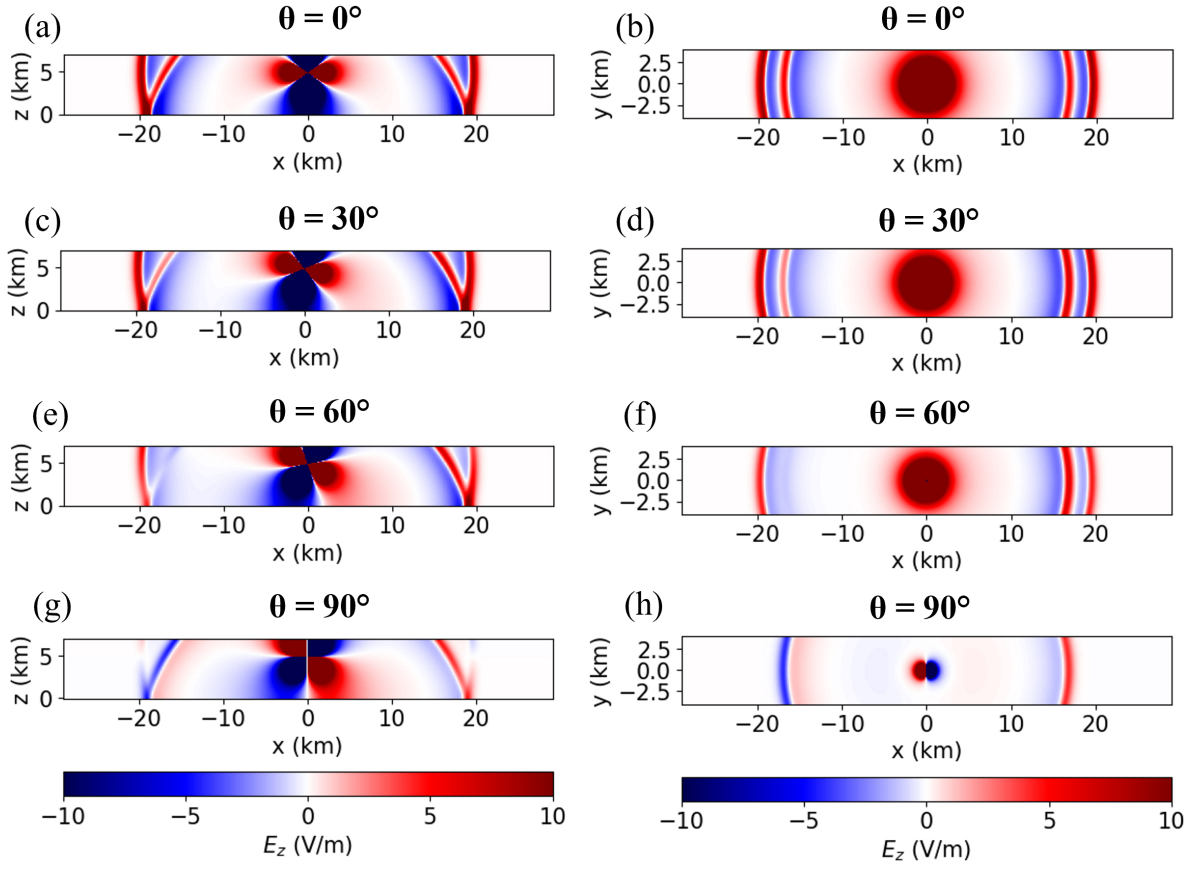 (a) θ = 0° (b) θ = 0°
z (km) 5 0 y (km) 2.5 0.0 −2.5
−20 −10 0 10 20 −20 −10 0 10 20
x (km) x (km)
(c) θ = 30° (d) θ = 30°
z (km) 5 0 y (km) 2.5 0.0 −2.5
−20 −10 0 10 20 −20 −10 0 10 20
x (km) x (km)
(e) θ = 60° (f) θ = 60°
z (km) 5 0 y (km) 2.5 0.0 −2.5
−20 −10 0 10 20 −20 −10 0 10 20
x (km) x (km)
(g) θ = 90° (h) θ = 90°
z (km) 5 0 y (km) 2.5 0.0 −2.5
−20 −10 0 10 20 −20 −10 0 10 20
x (km) x (km)
−10 −5 0 5 10 −10 −5 0 5 10
E_z (V/m) E_z (V/m)